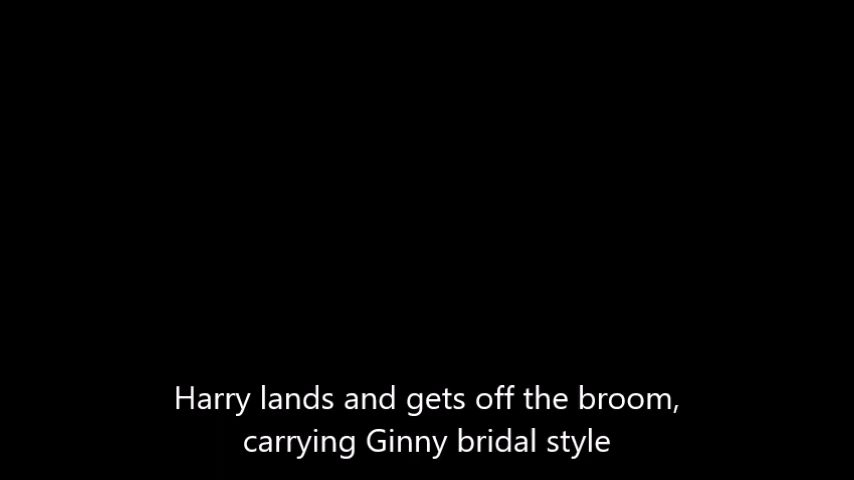 Harry lands and gets off the broom,
carrying Ginny bridal style